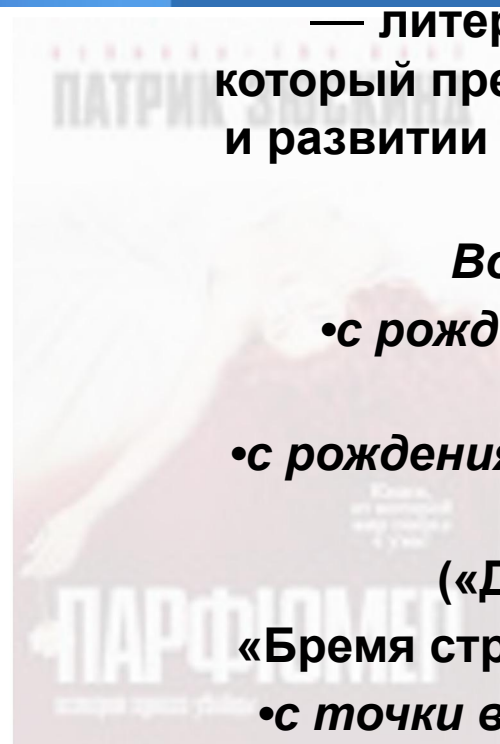 — литер
который пре
ПАТРИК ЗЮСКИНД
и развитии
Во
•с рожд
•с рождения
(«Д
ПАРФЮМЕР
«Бремя стр
•с точки в